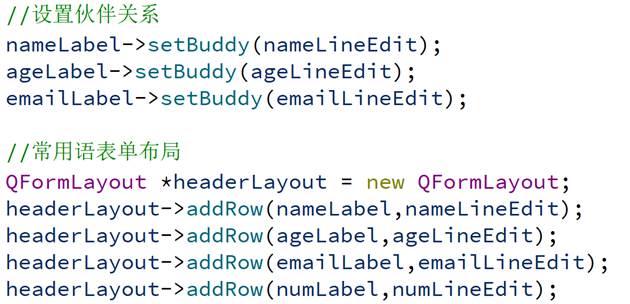 //设置伙伴关系
nameLabel->setBuddy(nameLineEdit);
ageLabel->setBuddy(ageLineEdit);
emailLabel->setBuddy(emailLineEdit);
//常用语表单布局
QFormLayout *headerLayout = new QFormLayout;
headerLayout->addRow(nameLabel,nameLineEdit);
headerLayout->addRow(ageLabel,ageLineEdit);
headerLayout->addRow(emailLabel,emailLineEdit);
headerLayout->addRow(numLabel,numLineEdit);